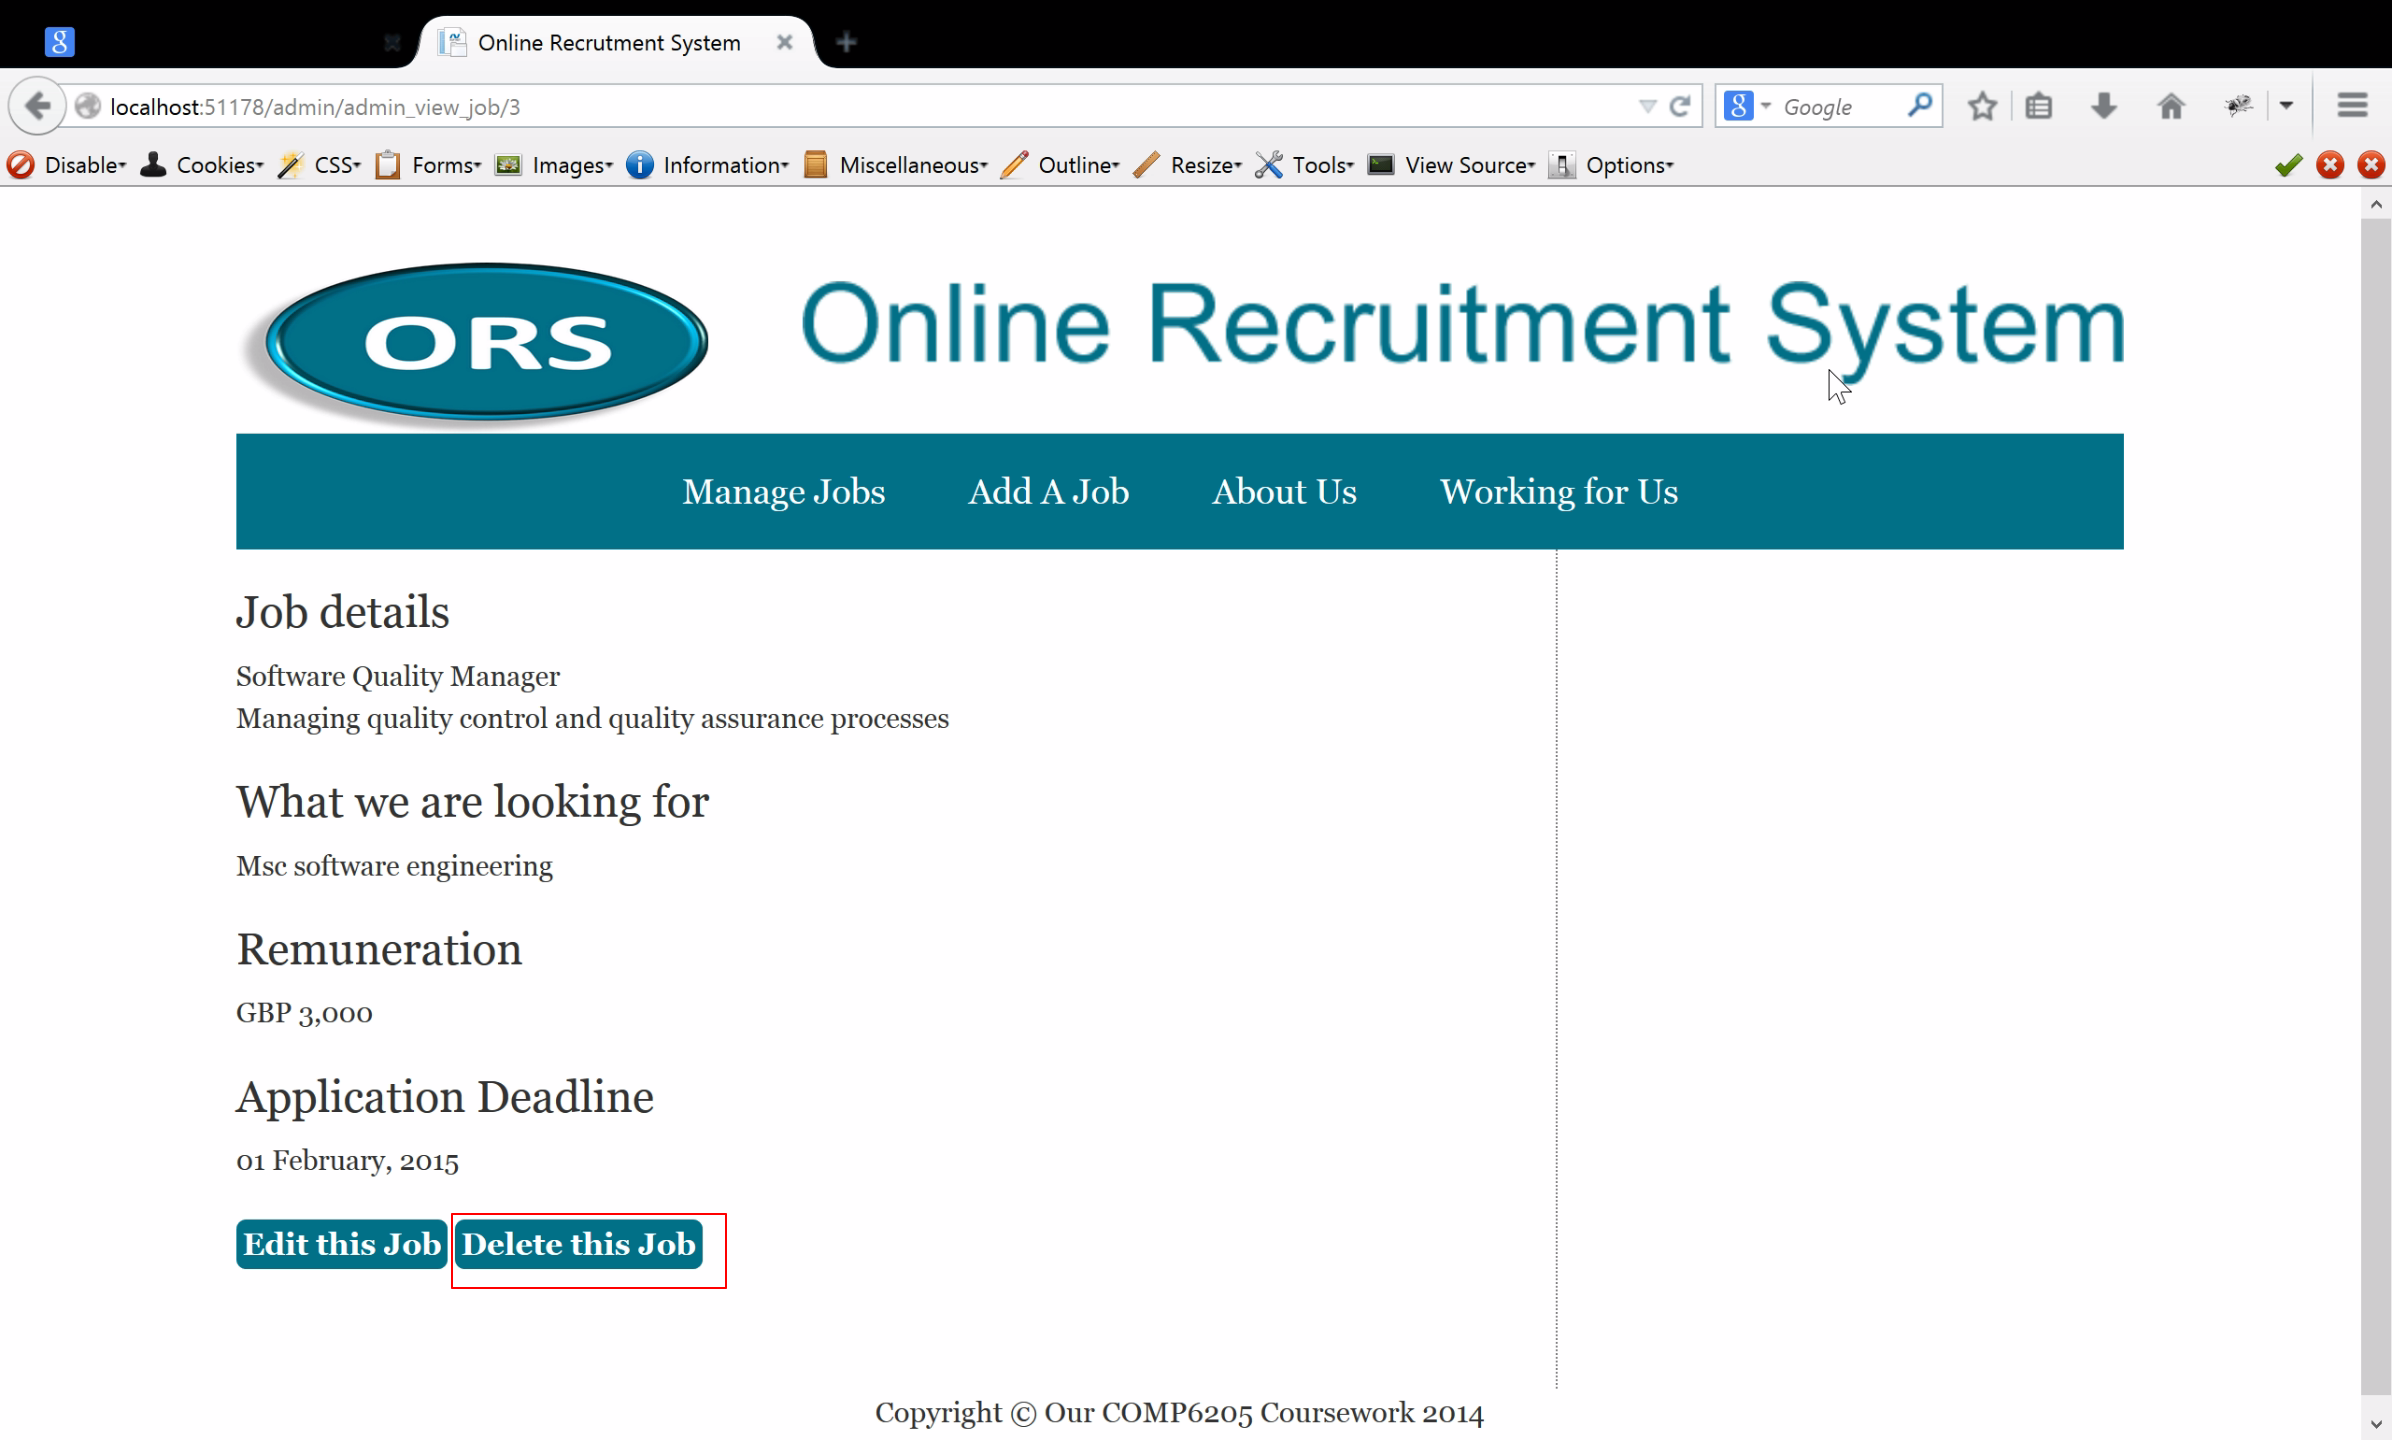 g
Online Recrutment System
localhost:51178/admin/admin_view_job/3
g Google
Disable Cookies CSS Forms Images Information Miscellaneous Outline Resize Tools View Source Options
ORS
Online Recruitment System
Manage Jobs Add A Job About Us Working for Us
Job details
Software Quality Manager
Managing quality control and quality assurance processes
What we are looking for
Msc software engineering
Remuneration
GBP 3,000
Application Deadline
01 February, 2015
Edit this Job Delete this Job
Copyright © Our COMP6205 Coursework 2014